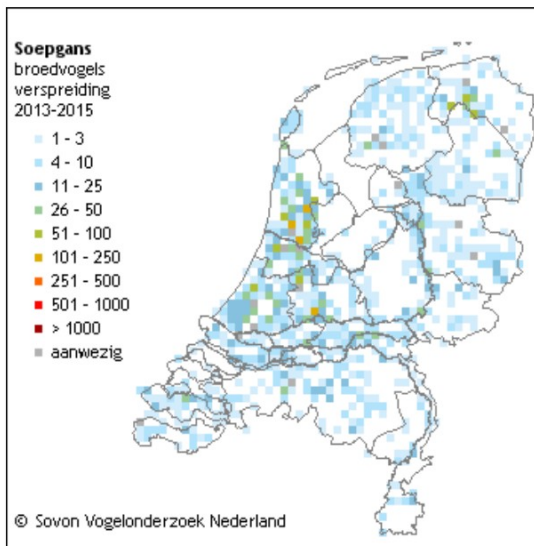 Soepgans
broedvogels
verspreiding
2013-2015
1 - 3
4 - 10
11 - 25
26 - 50
51 - 100
101 - 250
251 - 500
501 - 1000
> 1000
aanwezig
© Sovon Vogelonderzoek Nederland